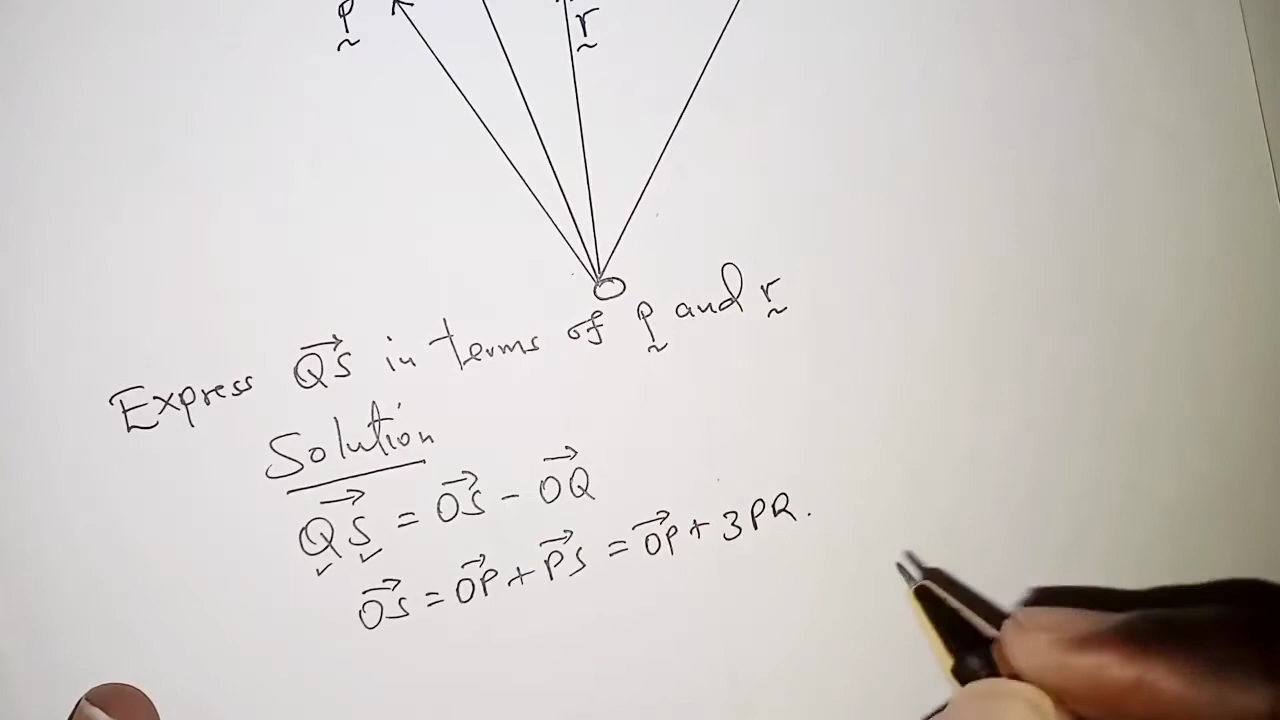 p
r
O
Express QS in terms of p and r
Solution
QS = OS - OQ
OS = OP + PS = OP + 3PR.